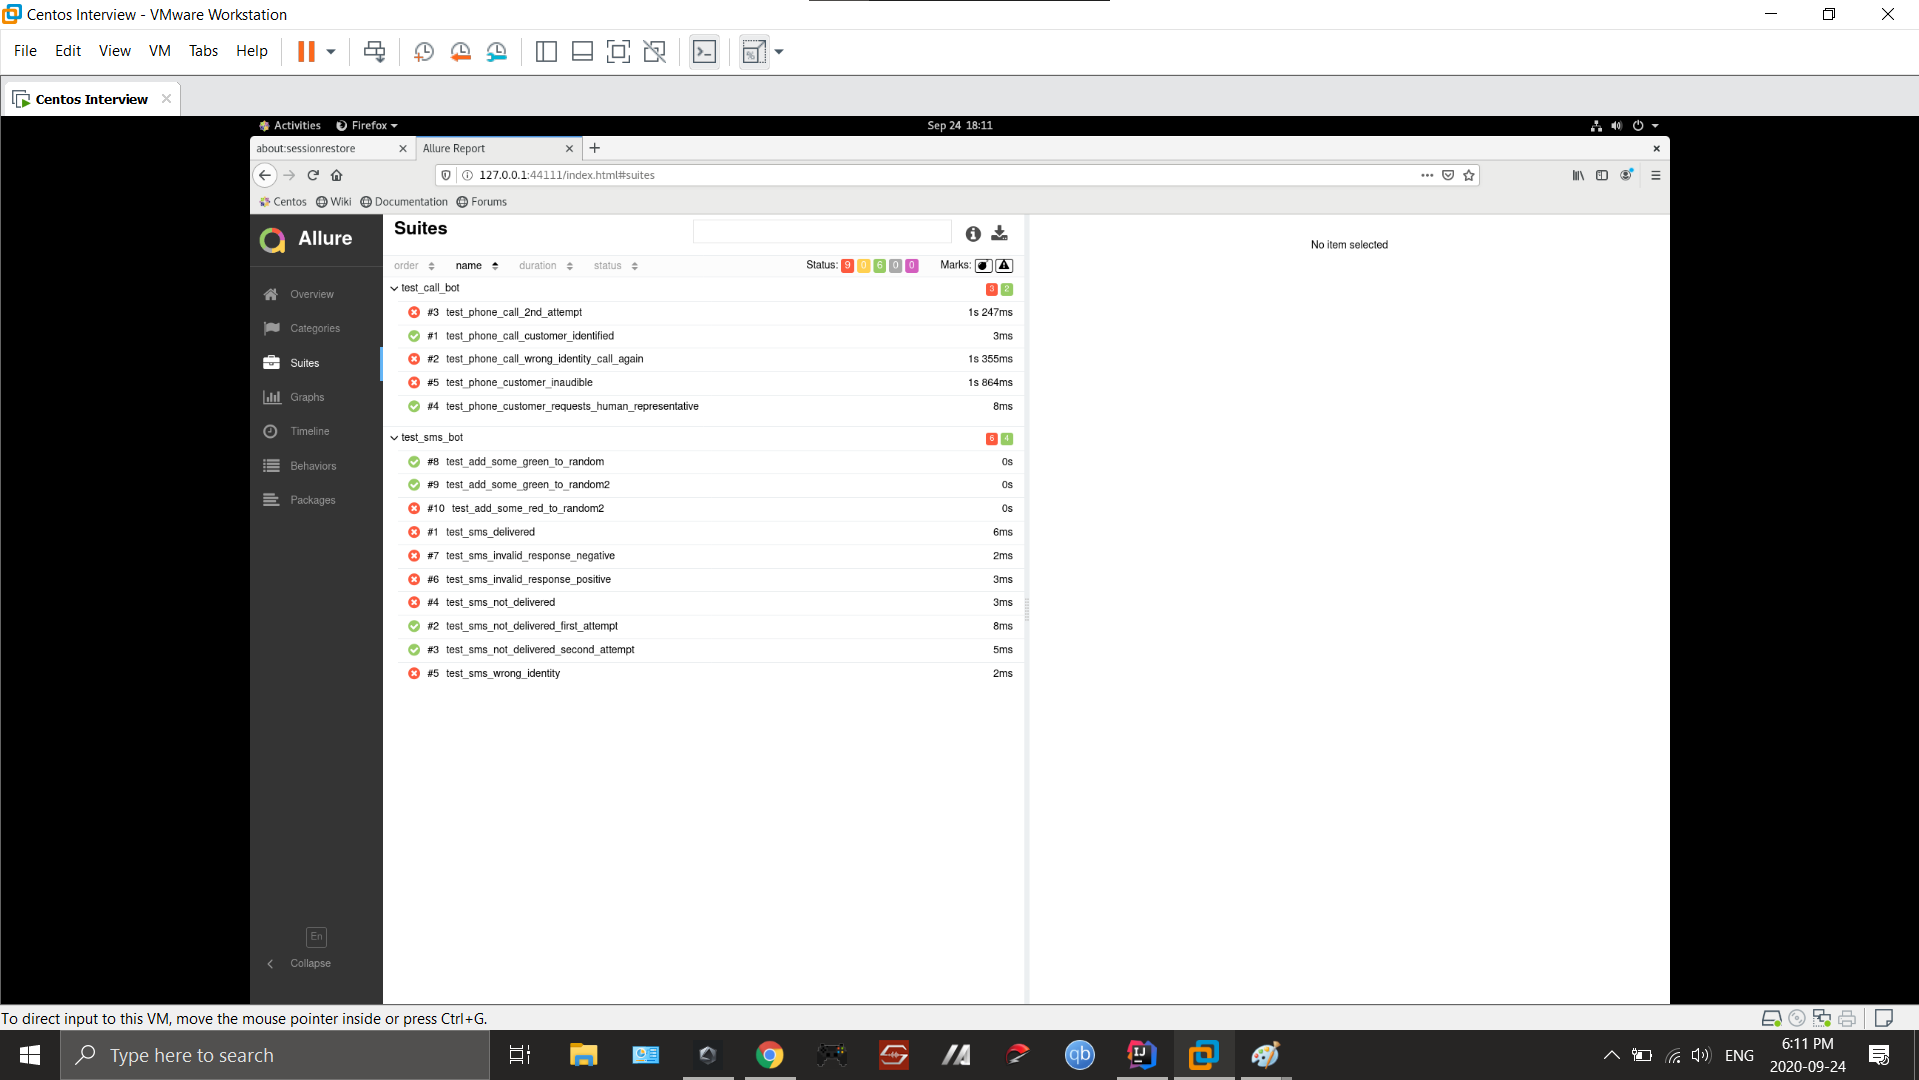 Centos Interview - VMware Workstation
File Edit View VM Tabs Help
Centos Interview
Activities Firefox Sep 24 18:11
about:sessionrestore Allure Report
127.0.0.1:44111/index.html#suites
Centos Wiki Documentation Forums
Allure
Overview
Categories
Suites
Graphs
Timeline
Behaviors
Packages
En
Collapse
Suites
order name duration status Status: 9 0 6 0 0 Marks:
test_call_bot 3 2
#3 test_phone_call_2nd_attempt 1s 247ms
#1 test_phone_call_customer_identified 3ms
#2 test_phone_call_wrong_identity_call_again 1s 355ms
#5 test_phone_customer_inaudible 1s 864ms
#4 test_phone_customer_requests_human_representative 8ms
test_sms_bot 6 4
#8 test_add_some_green_to_random 0s
#9 test_add_some_green_to_random2 0s
#10 test_add_some_red_to_random2 0s
#1 test_sms_delivered 6ms
#7 test_sms_invalid_response_negative 2ms
#6 test_sms_invalid_response_positive 3ms
#4 test_sms_not_delivered 3ms
#2 test_sms_not_delivered_first_attempt 8ms
#3 test_sms_not_delivered_second_attempt 5ms
#5 test_sms_wrong_identity 2ms
No item selected
To direct input to this VM, move the mouse pointer inside or press Ctrl+G.
Type here to search
qb
IJ
ENG
6:11 PM
2020-09-24